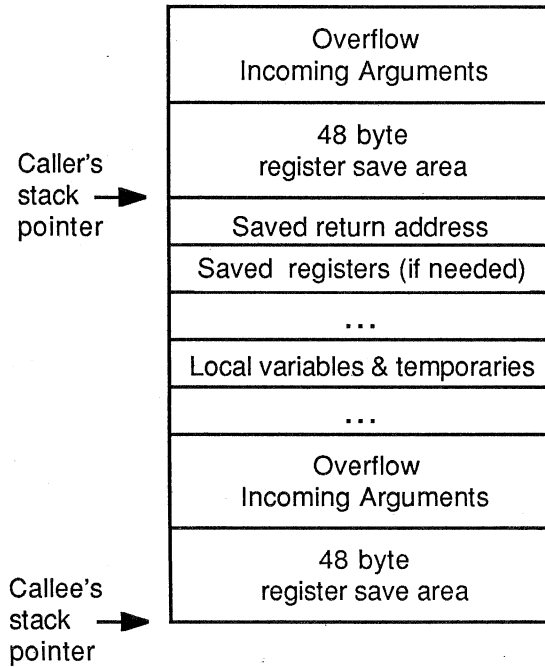 Overflow
Incoming Arguments
48 byte
register save area
Caller's
stack
pointer
Saved return address
Saved registers (if needed)
...
Local variables & temporaries
...
Overflow
Incoming Arguments
48 byte
register save area
Callee's
stack
pointer